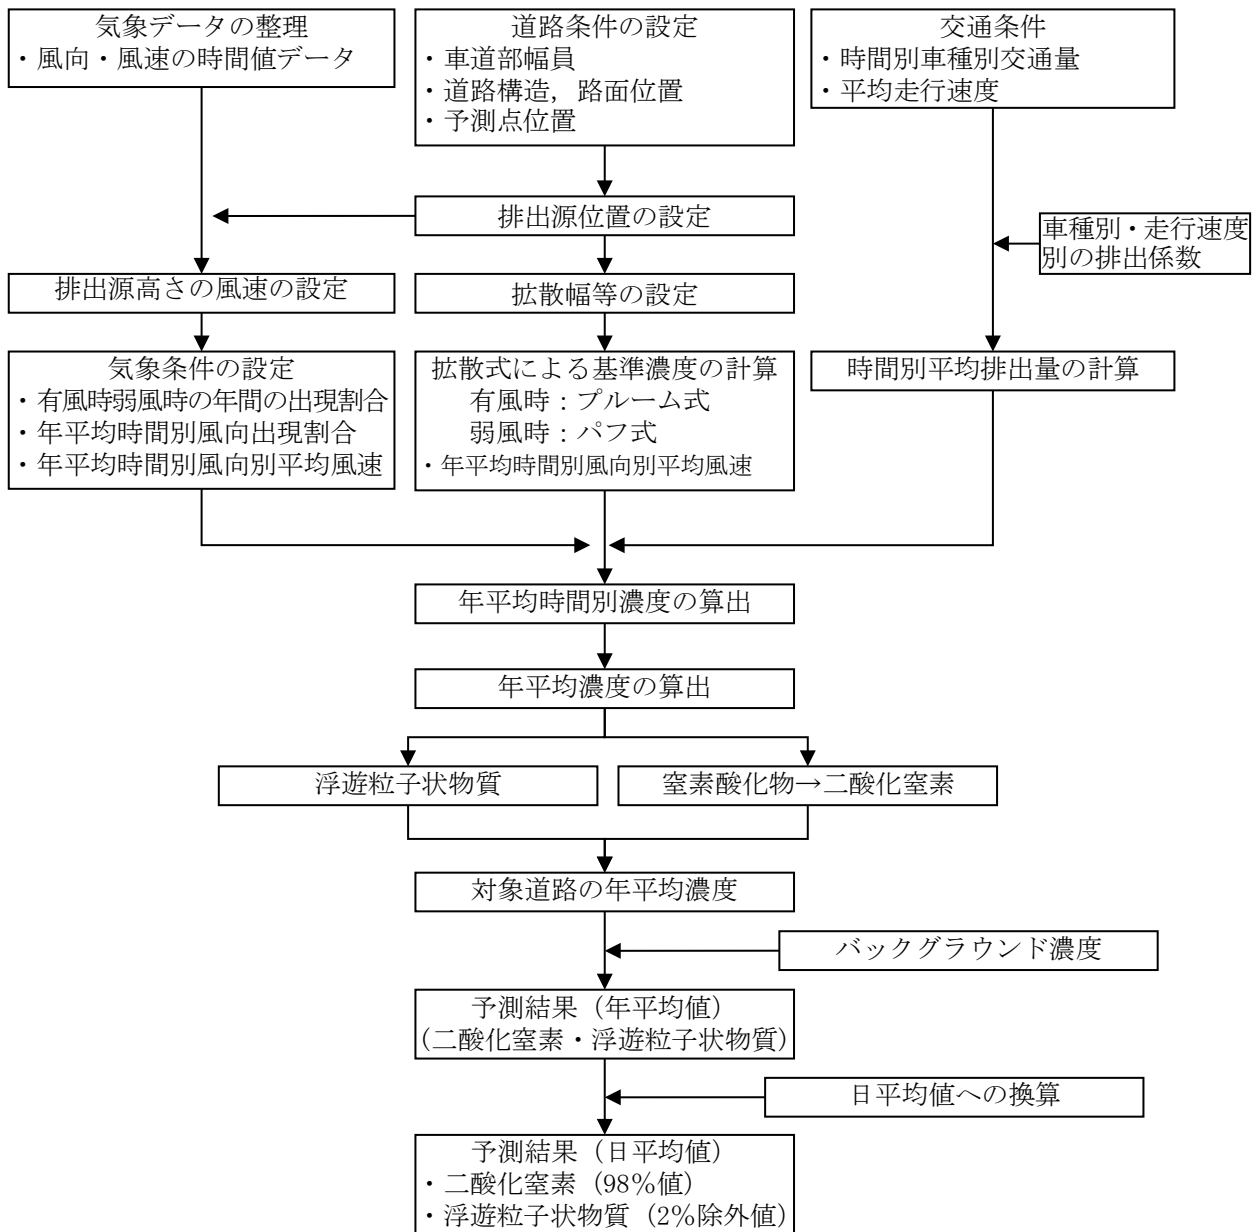 気象データの整理
・風向・風速の時間値データ
道路条件の設定
・車道部幅員
・道路構造，路面位置
・予測点位置
交通条件
・時間別車種別交通量
・平均走行速度
排出源位置の設定
車種別・走行速度
別の排出係数
排出源高さの風速の設定
拡散幅等の設定
気象条件の設定
・有風時弱風時の年間の出現割合
・年平均時間別風向出現割合
・年平均時間別風向別平均風速
拡散式による基準濃度の計算
有風時：プルーム式
弱風時：パフ式
・年平均時間別風向別平均風速
時間別平均排出量の計算
年平均時間別濃度の算出
年平均濃度の算出
浮遊粒子状物質
窒素酸化物→二酸化窒素
対象道路の年平均濃度
バックグラウンド濃度
予測結果（年平均値）
（二酸化窒素・浮遊粒子状物質）
日平均値への換算
予測結果（日平均値）
・二酸化窒素（98％値）
・浮遊粒子状物質（2％除外値）